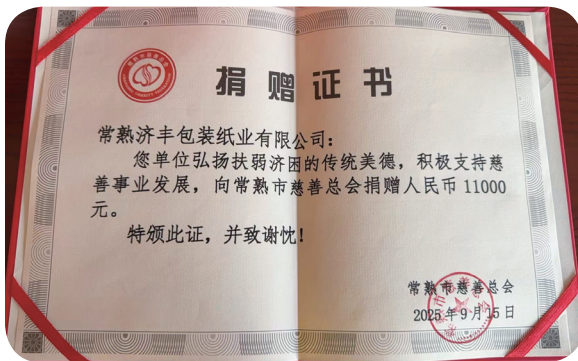 捐赠证书
常熟济丰包装纸业有限公司：
您单位弘扬扶弱济困的传统美德，积极支持慈
善事业发展，向常熟市慈善总会捐赠人民币 11000
元。
特颁此证，并致谢忱！
常熟市慈善总会
2025年9月15日